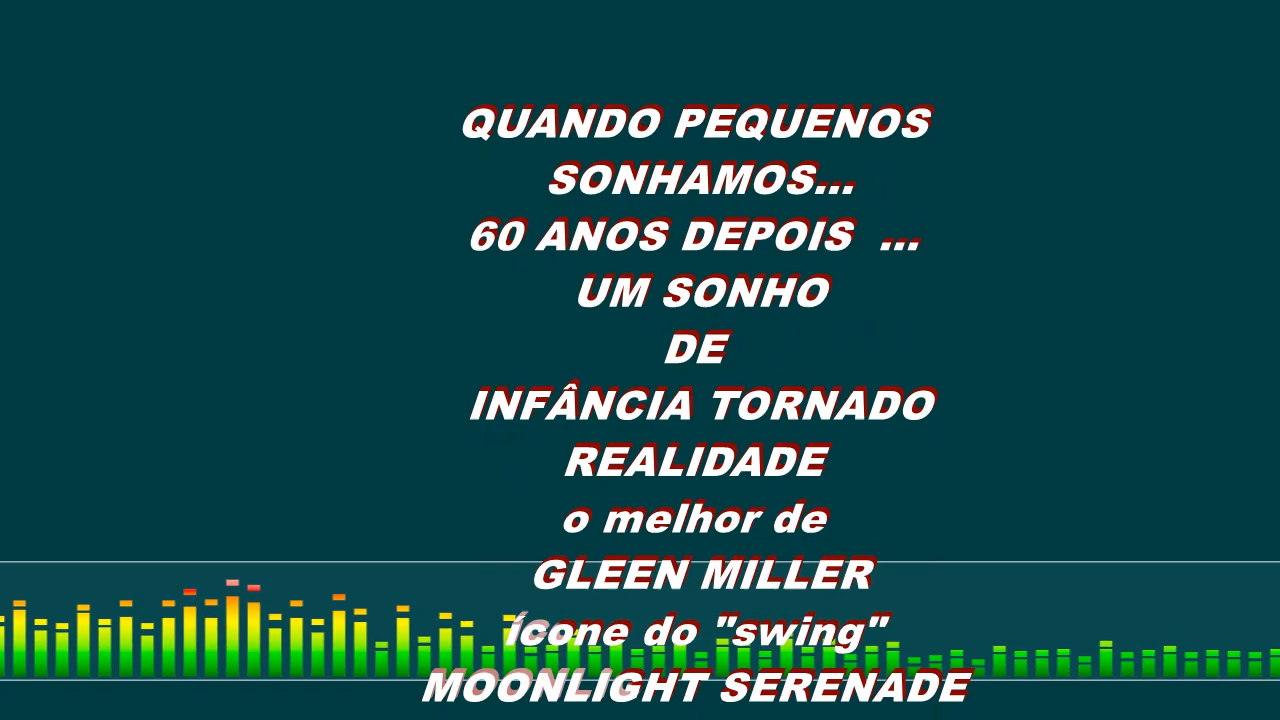 QUANDO PEQUENOS
SONHAMOS...
60 ANOS DEPOIS ...
UM SONHO
DE
INFÂNCIA TORNADO
REALIDADE
o melhor de
GLEEN MILLER
ícone do "swing"
MOONLIGHT SERENADE